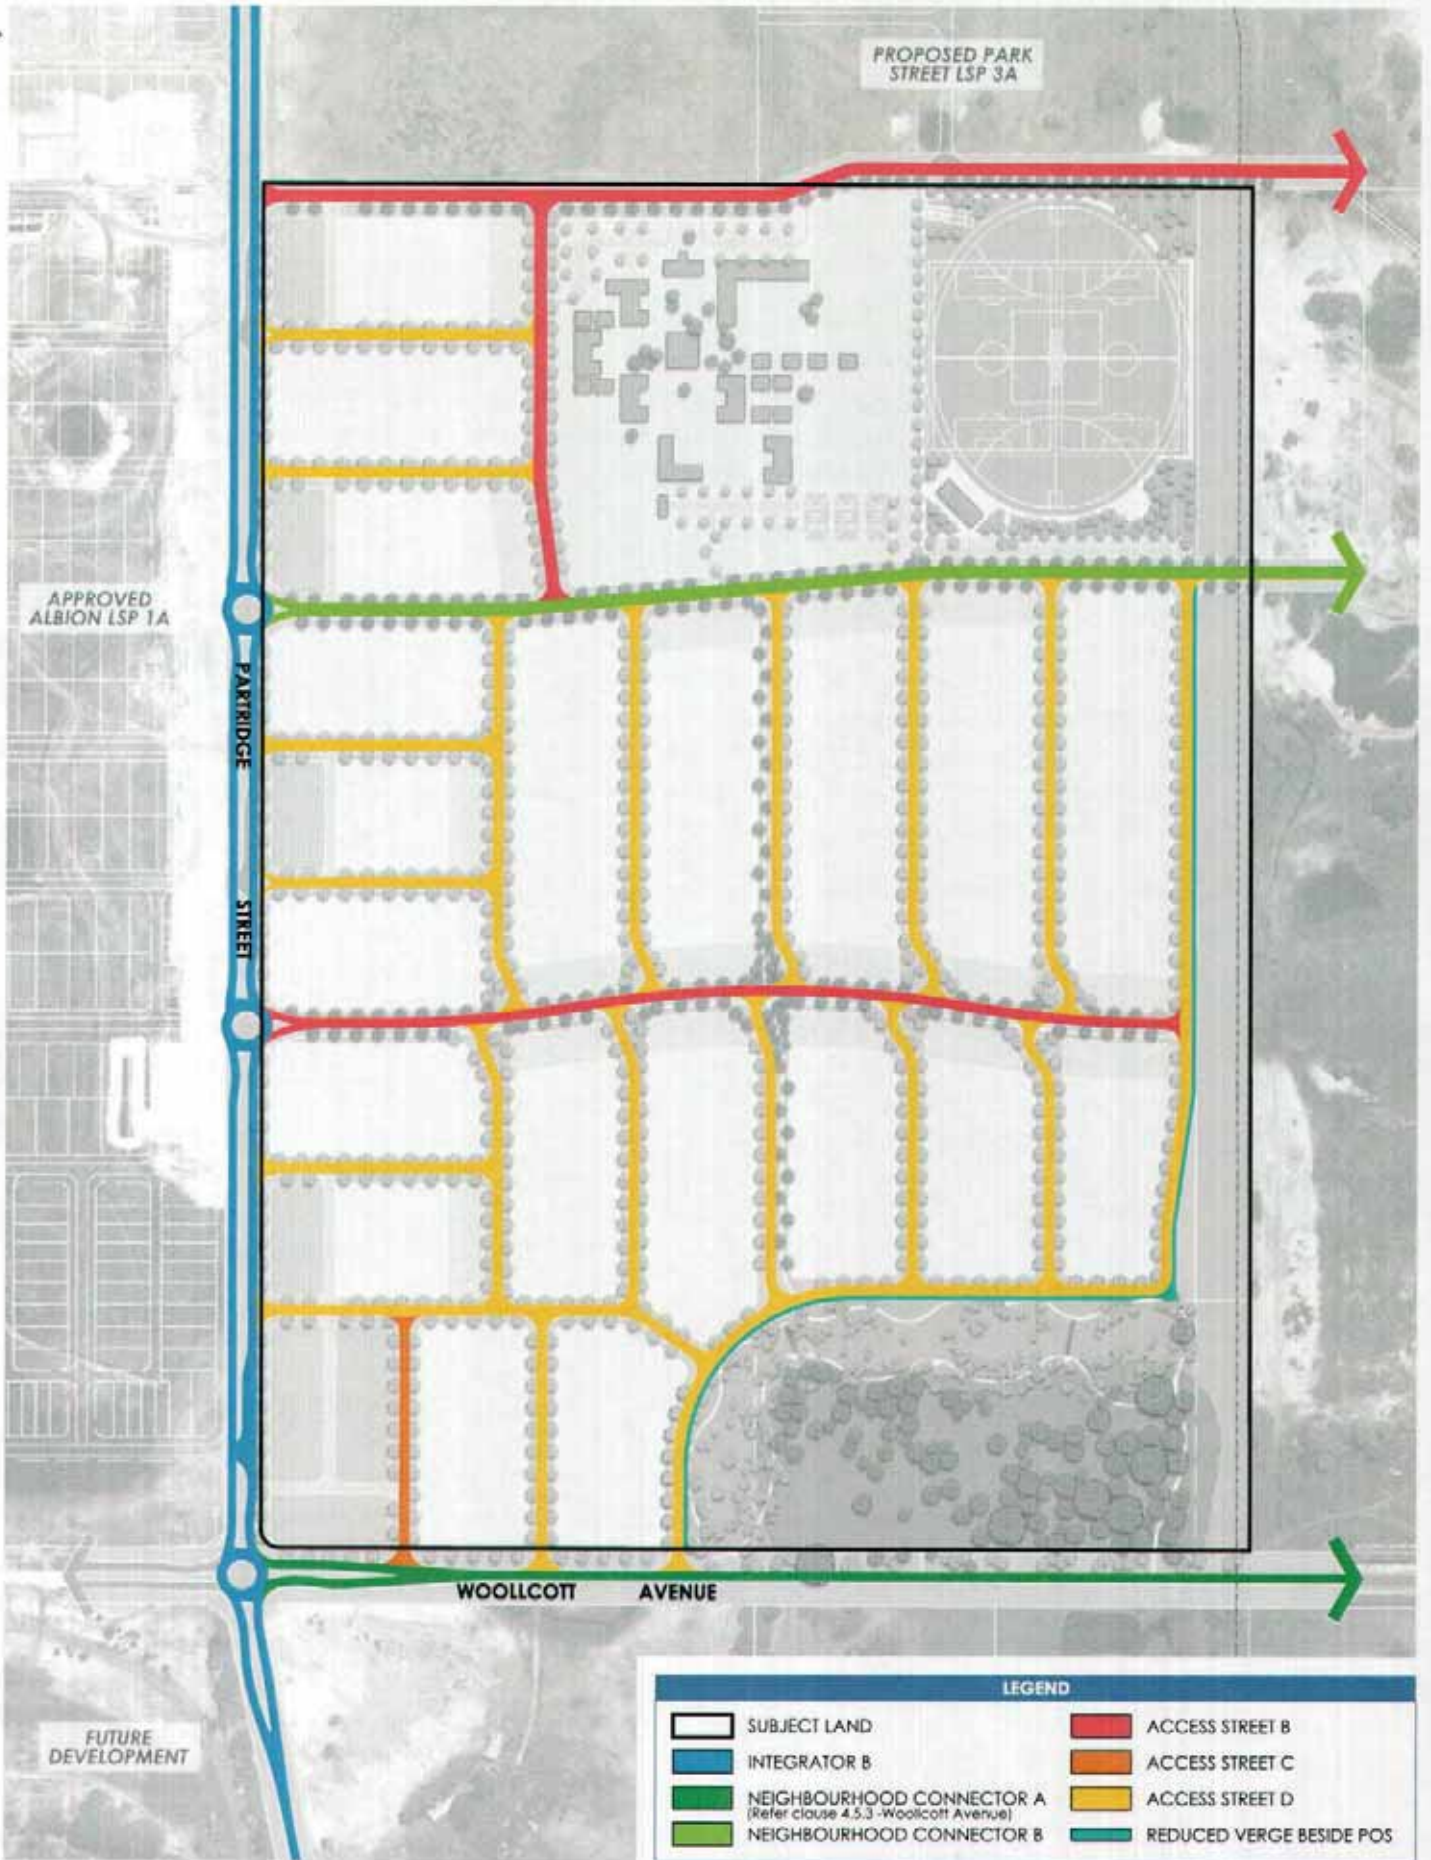 PROPOSED PARK
STREET LSP 3A
APPROVED
ALBION LSP 1A
PARTRIDGE
STREET
WOOLLCOTT AVENUE
FUTURE
DEVELOPMENT
LEGEND
SUBJECT LAND
INTEGRATOR B
NEIGHBOURHOOD CONNECTOR A
(Refer clause 4.5.3 -Woollcott Avenue)
NEIGHBOURHOOD CONNECTOR B
ACCESS STREET B
ACCESS STREET C
ACCESS STREET D
REDUCED VERGE BESIDE POS